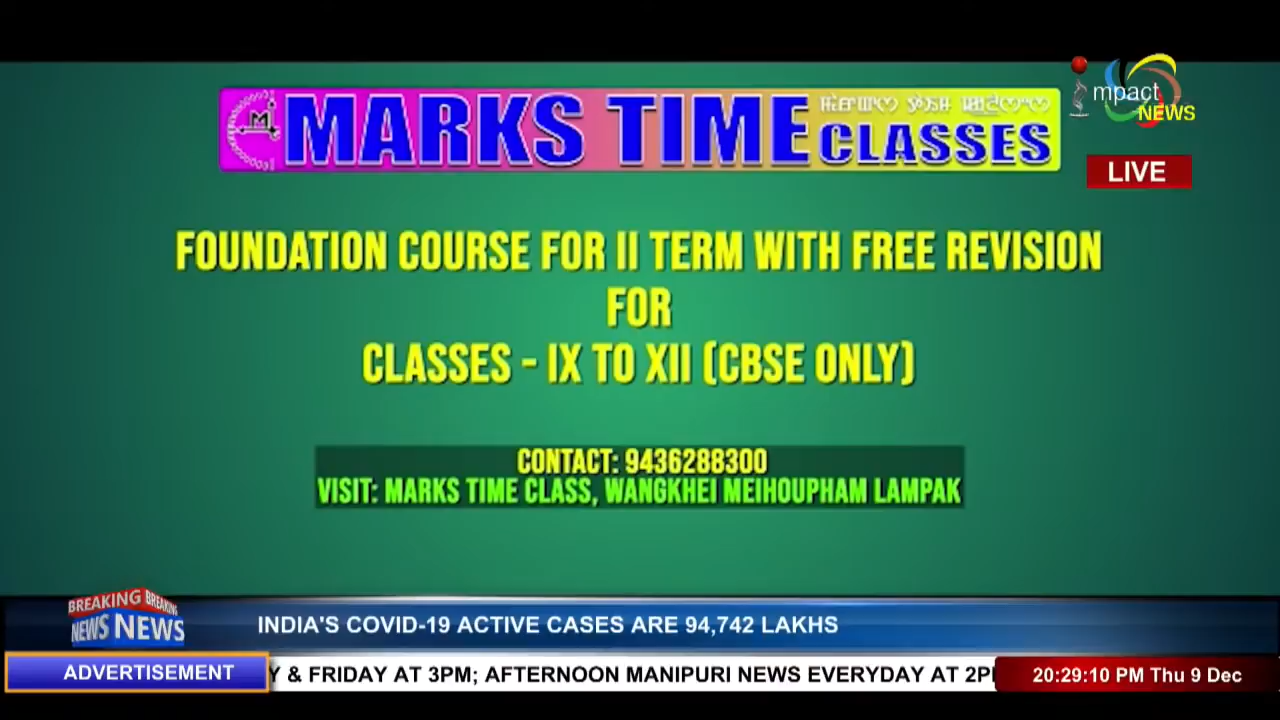 MARKS TIME
CLASSES
mpact
NEWS
LIVE
FOUNDATION COURSE FOR II TERM WITH FREE REVISION
FOR
CLASSES - IX TO XII (CBSE ONLY)
CONTACT: 9436288300
VISIT: MARKS TIME CLASS, WANGKHEI MEIHOUPHAM LAMPAK
BREAKING BREAKING
NEWS NEWS
INDIA'S COVID-19 ACTIVE CASES ARE 94,742 LAKHS
ADVERTISEMENT
Y & FRIDAY AT 3PM; AFTERNOON MANIPURI NEWS EVERYDAY AT 2P
20:29:10 PM Thu 9 Dec